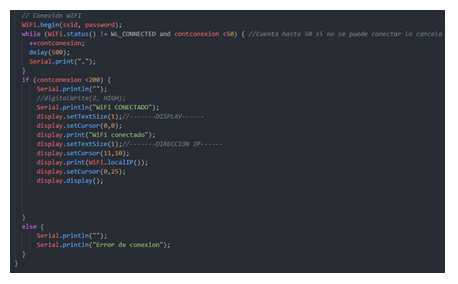 // Conexión WIFI
WiFi.begin(ssid, password);
while (WiFi.status() != WL_CONNECTED and contconexion <50) { //Cuenta hasta 50 si no se puede conectar lo cancela
++contconexion;
delay(500);
Serial.print(".");
}
if (contconexion <200) {
Serial.println("");
//digitalWrite(2, HIGH);
Serial.println("WiFi CONECTADO");
display.setTextSize(1);//-------DISPLAY------
display.setCursor(0,0);
display.print("WiFi conectado");
display.setTextSize(1);//-------DIRECCION IP------
display.setCursor(11,10);
display.print(WiFi.localIP());
display.setCursor(0,25);
display.display();
}
else {
Serial.println("");
Serial.println("Error de conexion");
}
}